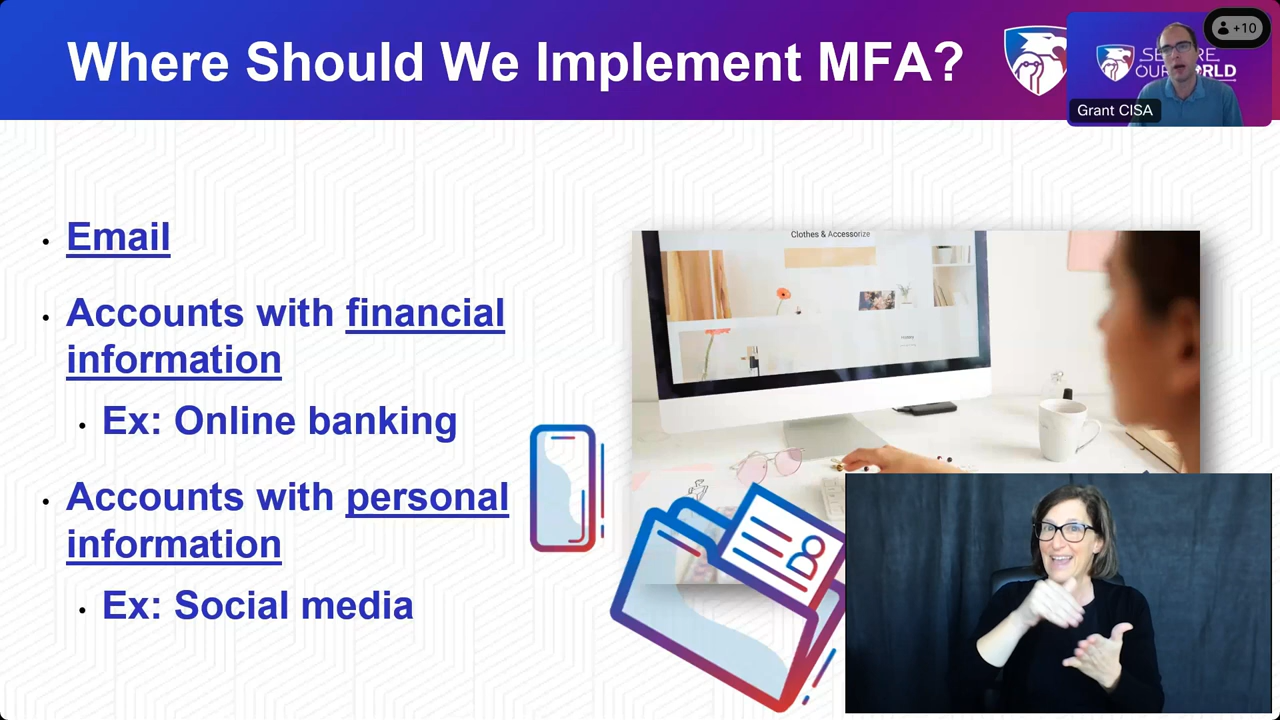 Where Should We Implement MFA?
+10
Grant CISA
• Email
• Accounts with financial
information
• Ex: Online banking
• Accounts with personal
information
• Ex: Social media
Clothes & Accessorize